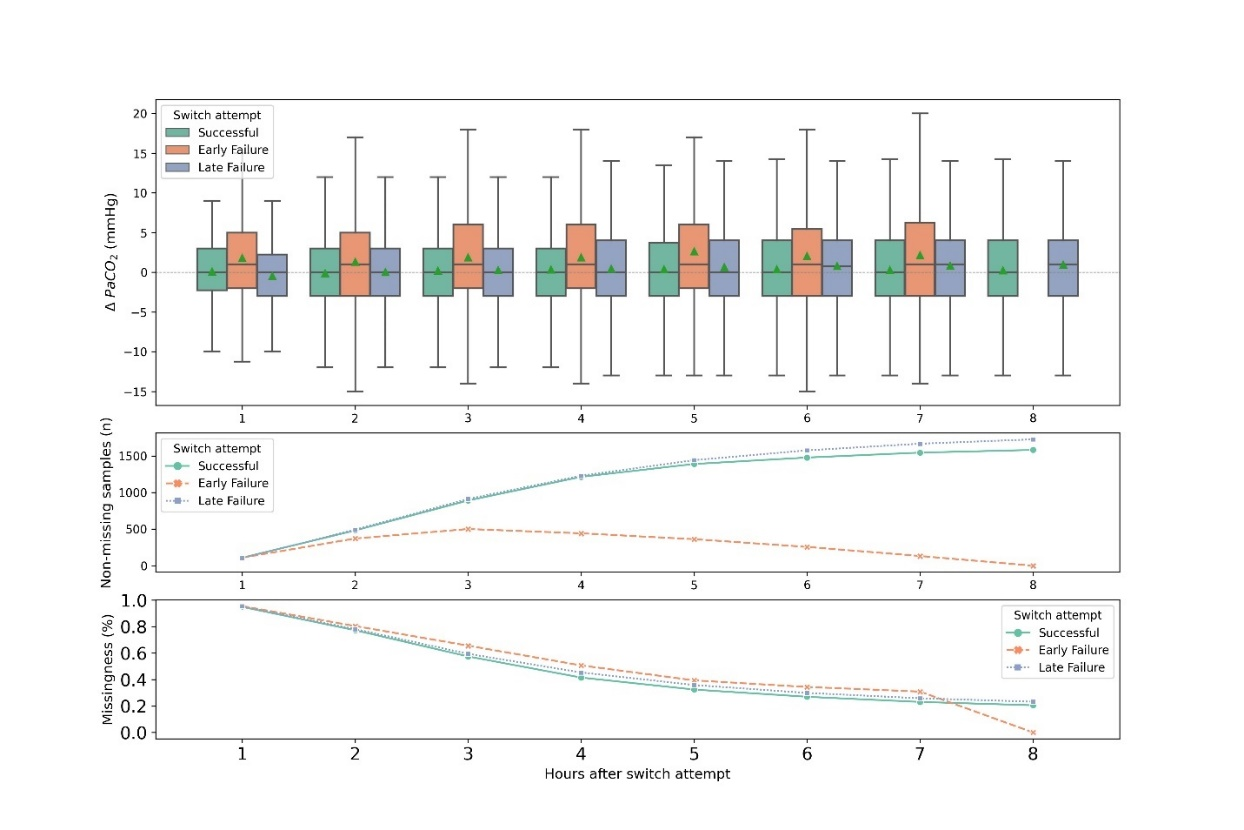 Switch attempt
Successful
Early Failure
Late Failure
20
15
10
5
0
−5
−10
−15
Δ PaCO2 (mmHg)
1 2 3 4 5 6 7 8
Switch attempt
Successful
Early Failure
Late Failure
1500
1000
500
0
Non-missing samples (n)
1 2 3 4 5 6 7 8
Switch attempt
Successful
Early Failure
Late Failure
1.0
0.8
0.6
0.4
0.2
0.0
Missingness (%)
1 2 3 4 5 6 7 8
Hours after switch attempt